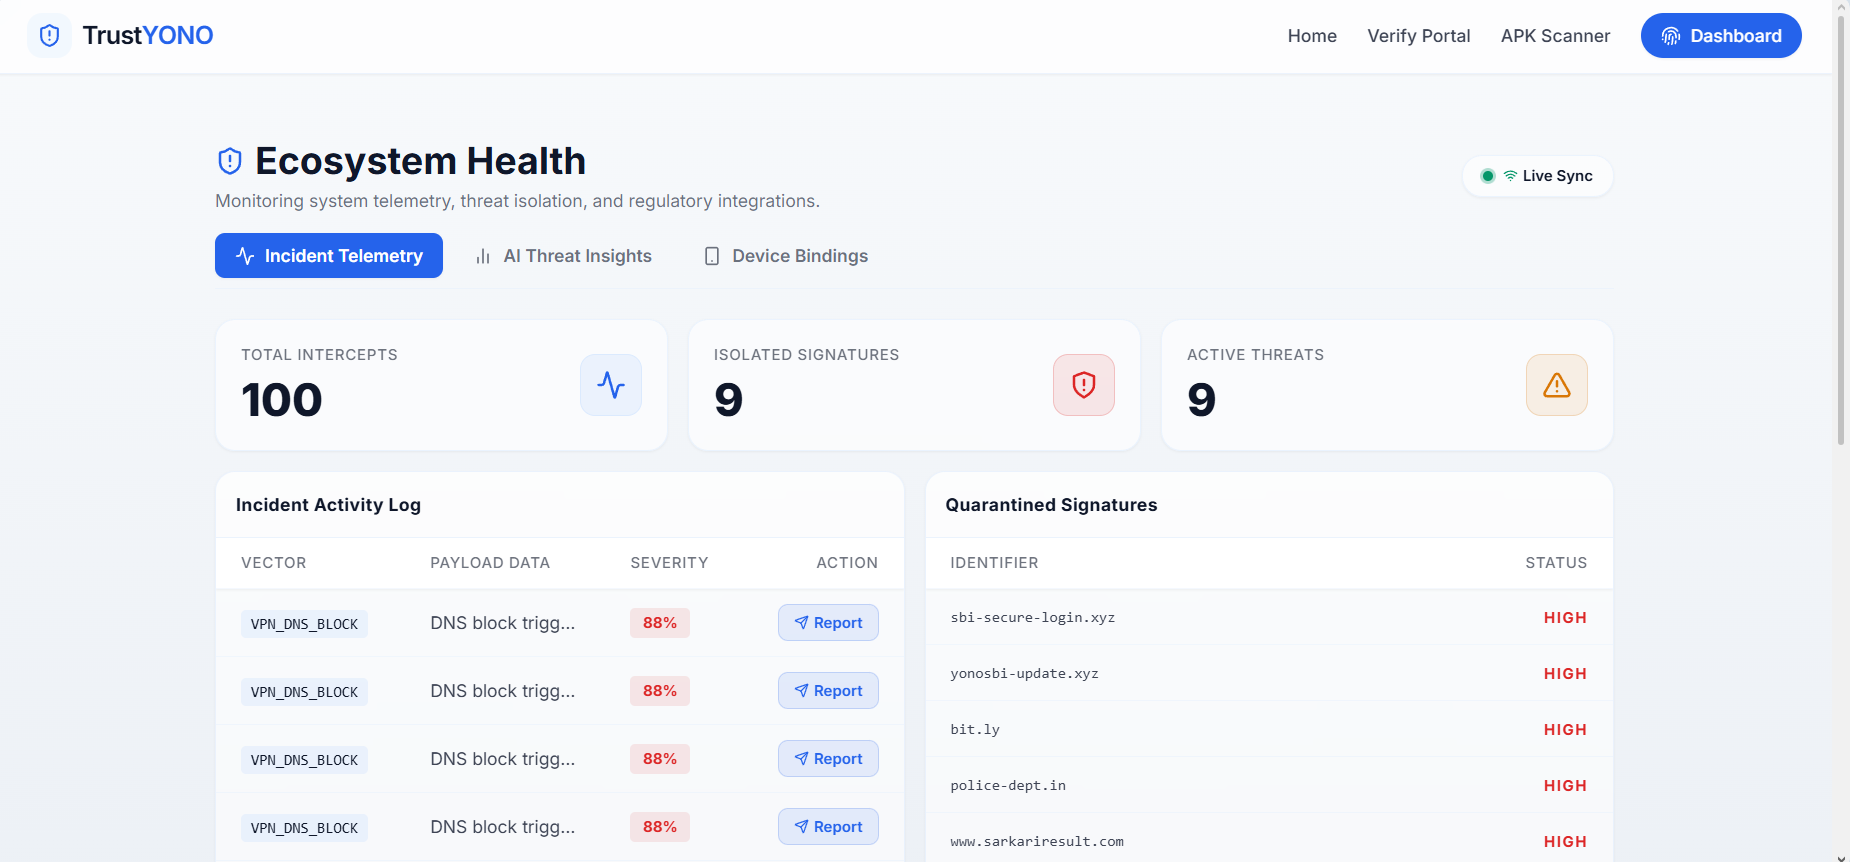 TrustYONO
Home
Verify Portal
APK Scanner
Dashboard
Ecosystem Health
Monitoring system telemetry, threat isolation, and regulatory integrations.
Live Sync
Incident Telemetry
AI Threat Insights
Device Bindings
TOTAL INTERCEPTS
100
ISOLATED SIGNATURES
9
ACTIVE THREATS
9
Incident Activity Log
VECTOR PAYLOAD DATA SEVERITY ACTION
VPN_DNS_BLOCK DNS block trigg... 88% Report
VPN_DNS_BLOCK DNS block trigg... 88% Report
VPN_DNS_BLOCK DNS block trigg... 88% Report
VPN_DNS_BLOCK DNS block trigg... 88% Report
Quarantined Signatures
IDENTIFIER STATUS
sbi-secure-login.xyz HIGH
yonosbi-update.xyz HIGH
bit.ly HIGH
police-dept.in HIGH
www.sarkariresult.com HIGH